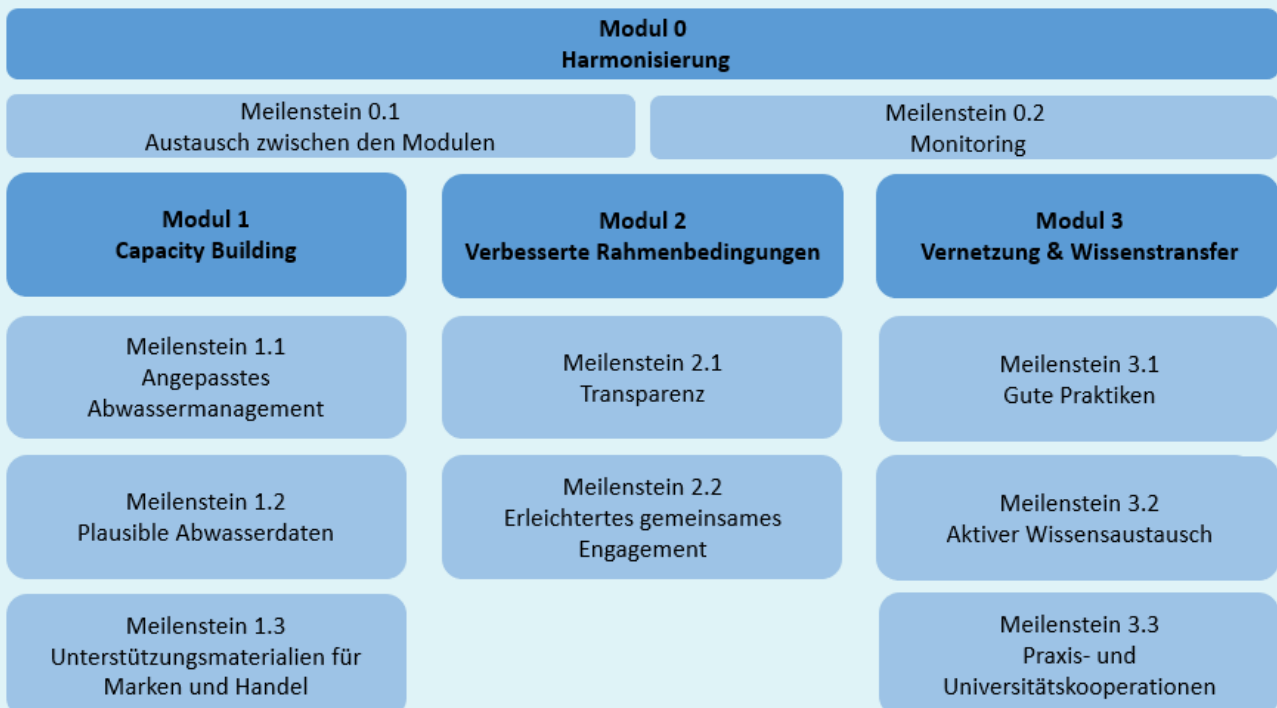 Modul 0
Harmonisierung
Meilenstein 0.1
Austausch zwischen den Modulen
Meilenstein 0.2
Monitoring
Modul 1
Capacity Building
Modul 2
Verbesserte Rahmenbedingungen
Modul 3
Vernetzung & Wissenstransfer
Meilenstein 1.1
Angepasstes
Abwassermanagement
Meilenstein 2.1
Transparenz
Meilenstein 3.1
Gute Praktiken
Meilenstein 1.2
Plausible Abwasserdaten
Meilenstein 2.2
Erleichtertes gemeinsames
Engagement
Meilenstein 3.2
Aktiver Wissensaustausch
Meilenstein 1.3
Unterstützungsmaterialien für
Marken und Handel
Meilenstein 3.3
Praxis- und
Universitätskooperationen